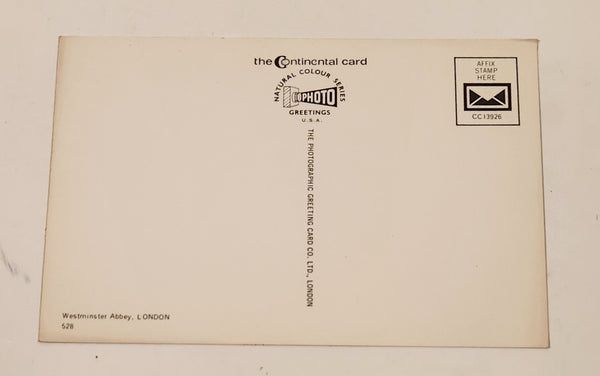 the Continental card
NATURAL COLOUR SERIES
PHOTO
GREETINGS
U.S.A.
AFFIX
STAMP
HERE
CC13926
THE PHOTOGRAPHIC GREETING CARD CO. LTD., LONDON
Westminster Abbey, LONDON
528